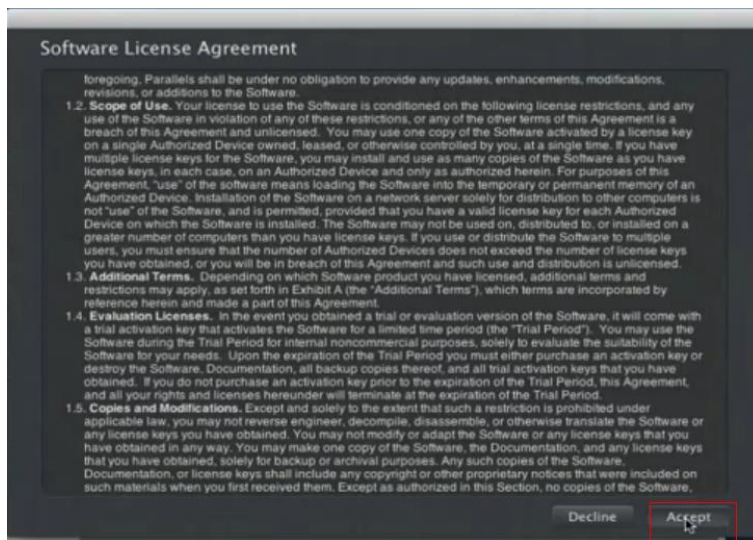 Software License Agreement
foregoing, Parallels shall be under no obligation to provide any updates, enhancements, modifications,
revisions, or additions to the Software.
1.2. Scope of Use. Your license to use the Software is conditioned on the following license restrictions, and any
use of the Software in violation of any of these restrictions, or any of the other terms of this Agreement is a
breach of this Agreement and unlicensed. You may use one copy of the Software activated by a license key
on a single Authorized Device owned, leased, or otherwise controlled by you, at a single time. If you have
multiple license keys for the Software, you may install and use as many copies of the Software as you have
license keys, in each case, on an Authorized Device and only as authorized herein. For purposes of this
Agreement, "use" of the software means loading the Software into the temporary or permanent memory of an
Authorized Device. Installation of the Software on a network server solely for distribution to other computers is
not "use" of the Software, and is permitted, provided that you have a valid license key for each Authorized
Device on which the Software is installed. The Software may not be used on, distributed to, or installed on a
greater number of computers than you have license keys. If you use or distribute the Software to multiple
users, you must ensure that the number of Authorized Devices does not exceed the number of license keys
you have obtained, or you will be in breach of this Agreement and such use and distribution is unlicensed.
1.3. Additional Terms. Depending on which Software product you have licensed, additional terms and
restrictions may apply, as set forth in Exhibit A (the "Additional Terms"), which terms are incorporated by
reference herein and made a part of this Agreement.
1.4. Evaluation Licenses. In the event you obtained a trial or evaluation version of the Software, it will come with
a trial activation key that activates the Software for a limited time period (the "Trial Period"). You may use the
Software during the Trial Period for internal noncommercial purposes, solely to evaluate the suitability of the
Software for your needs. Upon the expiration of the Trial Period you must either purchase an activation key or
destroy the Software, Documentation, all backup copies thereof, and all trial activation keys that you have
obtained. If you do not purchase an activation key prior to the expiration of the Trial Period, this Agreement,
and all your rights and licenses hereunder will terminate at the expiration of the Trial Period.
1.5. Copies and Modifications. Except and solely to the extent that such a restriction is prohibited under
applicable law, you may not reverse engineer, decompile, disassemble, or otherwise translate the Software or
any license keys you have obtained. You may not modify or adapt the Software or any license keys that you
have obtained in any way. You may make one copy of the Software, the Documentation, and any license keys
that you have obtained, solely for backup or archival purposes. Any such copies of the Software,
Documentation, or license keys shall include any copyright or other proprietary notices that were included on
such materials when you first received them. Except as authorized in this Section, no copies of the Software,
Decline Accept